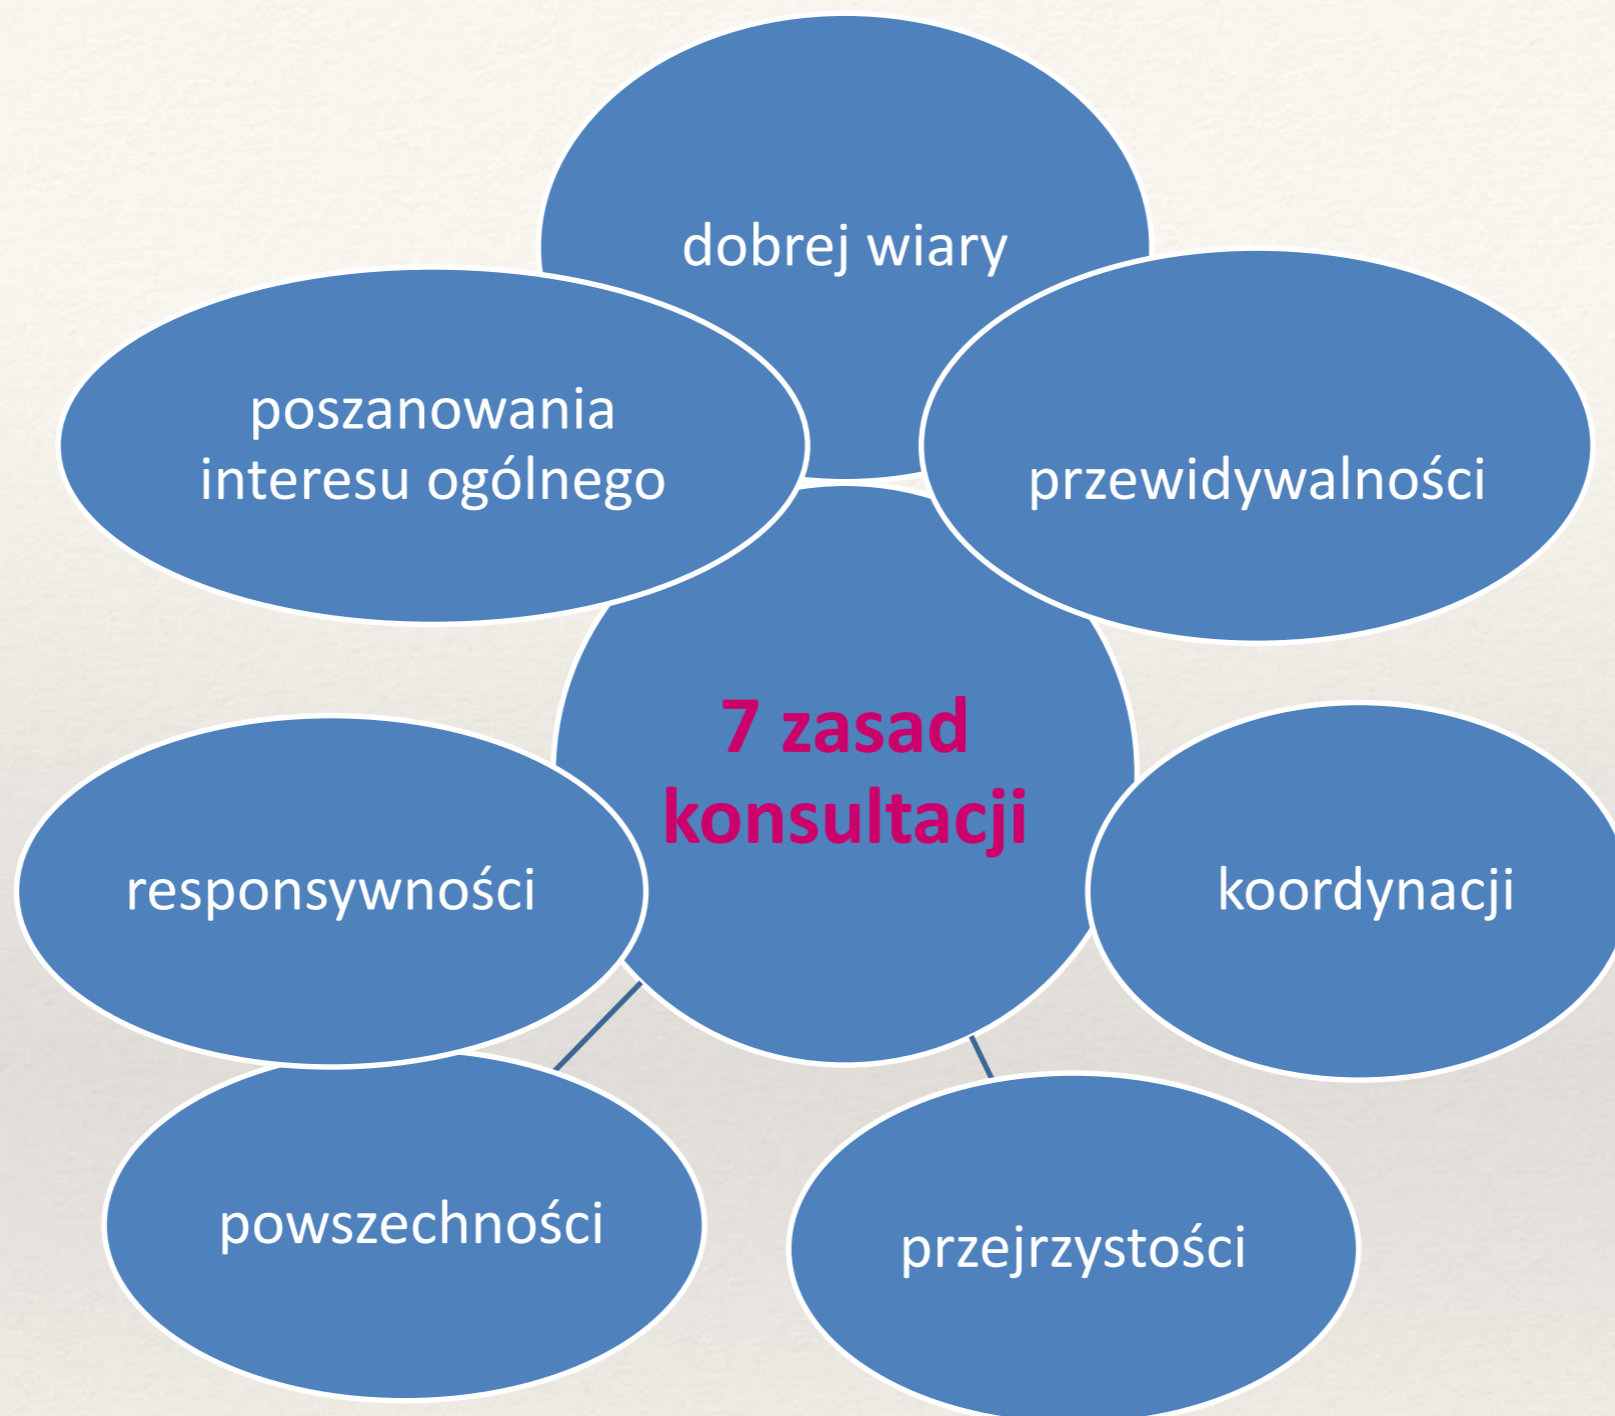 dobrej wiary
poszanowania
interesu ogólnego
przewidywalności
7 zasad
konsultacji
responsywności
koordynacji
powszechności
przejrzystości